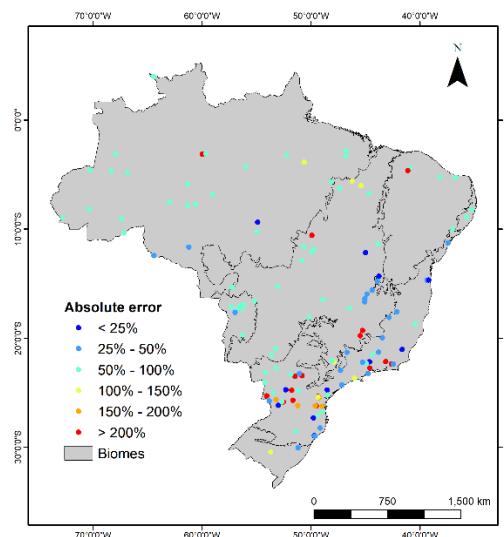 70°0'0"W 60°0'0"W 50°0'0"W 40°0'0"W
N
0°0'0"
10°0'0"S
20°0'0"S
30°0'0"S
Absolute error
< 25%
25% - 50%
50% - 100%
100% - 150%
150% - 200%
> 200%
Biomes
0 750 1,500 km
70°0'0"W 60°0'0"W 50°0'0"W 40°0'0"W